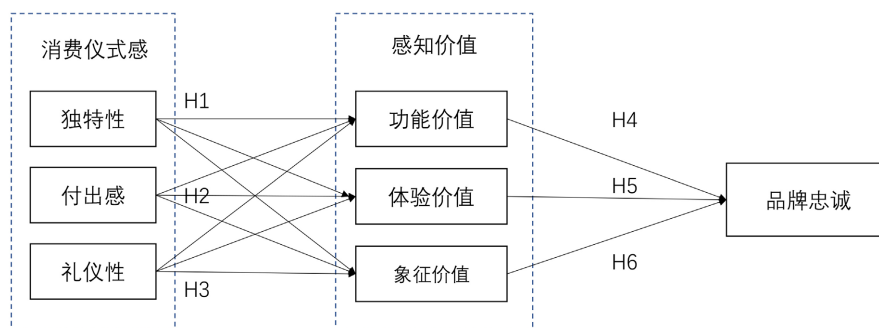 消费仪式感
感知价值
独特性
H1
功能价值
H4
付出感
H2
体验价值
H5
品牌忠诚
礼仪性
H3
象征价值
H6